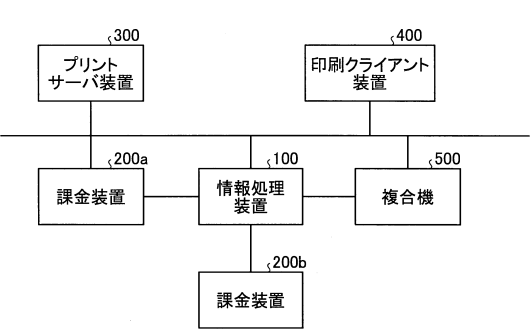 300
プリント
サーバ装置
400
印刷クライアント
装置
200a
課金装置
100
情報処理
装置
500
複合機
200b
課金装置